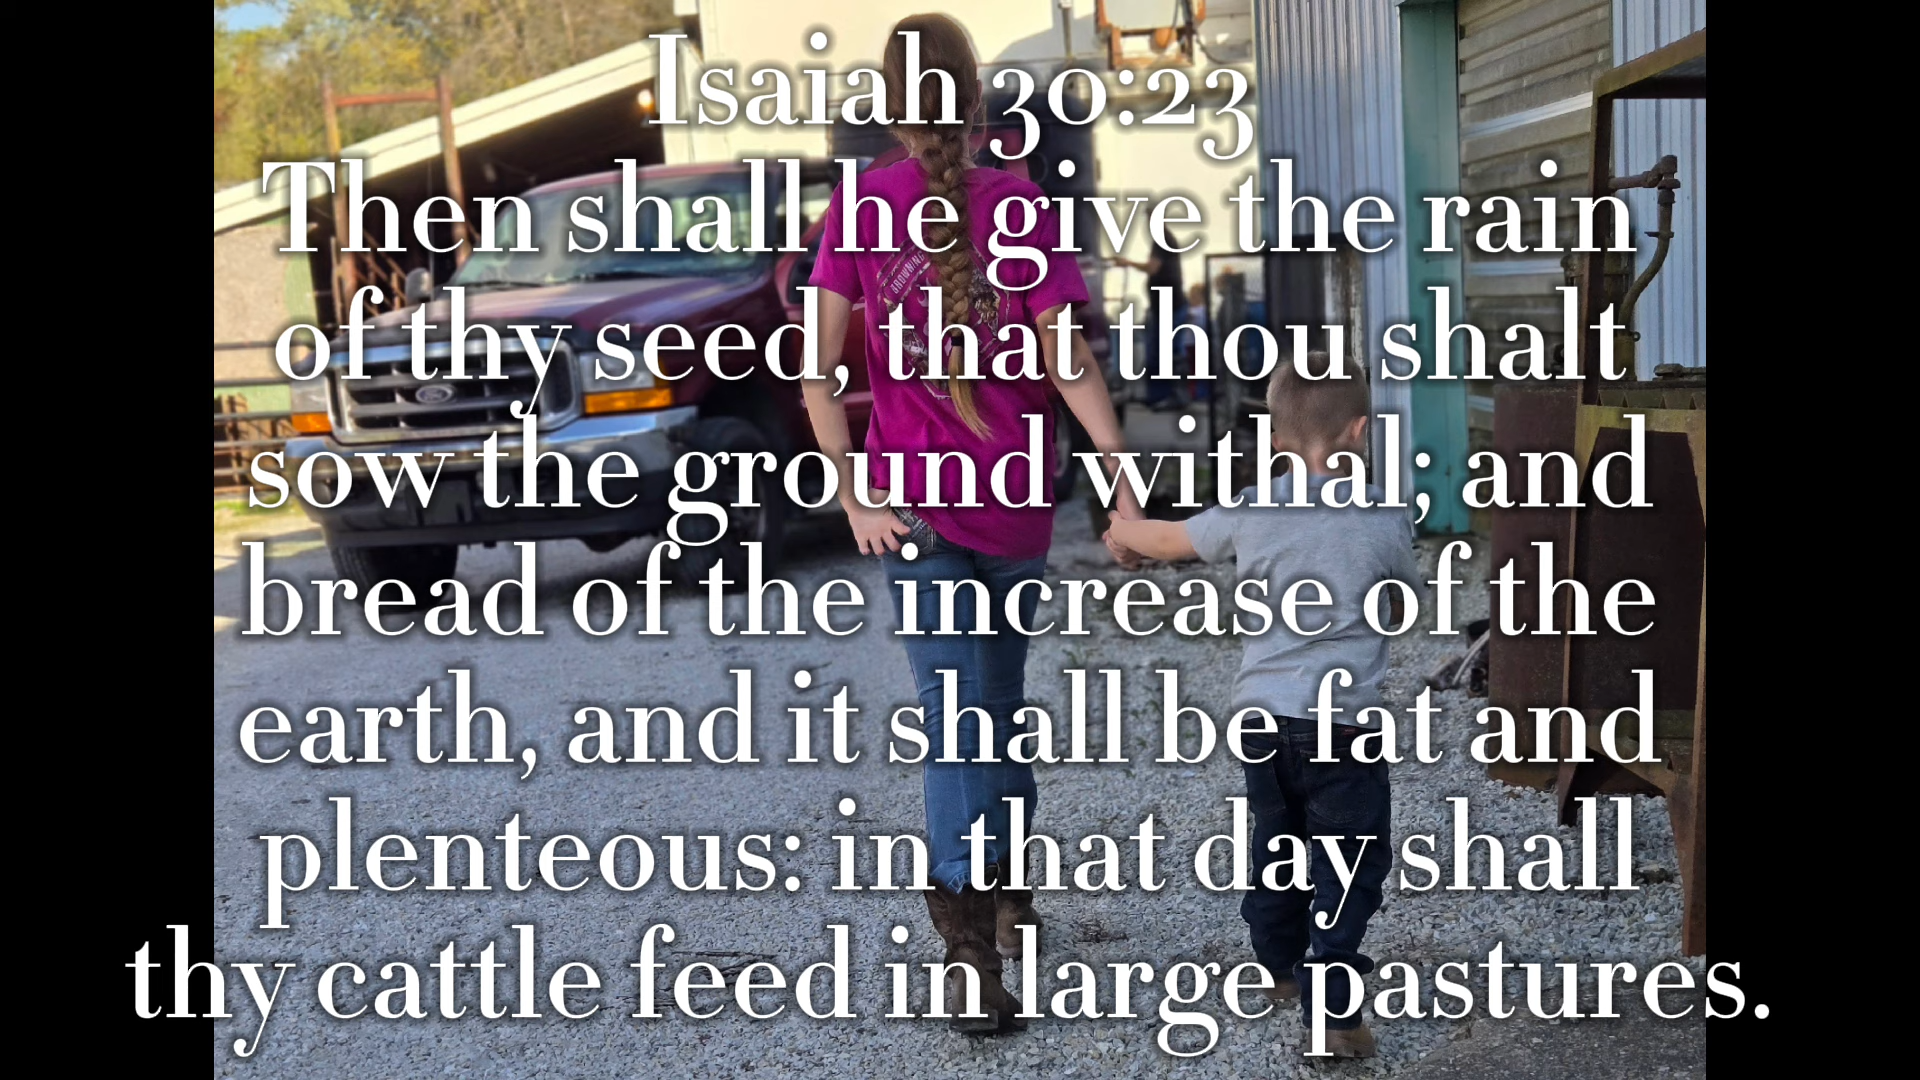 Isaiah 30:23
Then shall he give the rain
of thy seed, that thou shalt
sow the ground withal; and
bread of the increase of the
earth, and it shall be fat and
plenteous: in that day shall
thy cattle feed in large pastures.
BROWNING
Ford